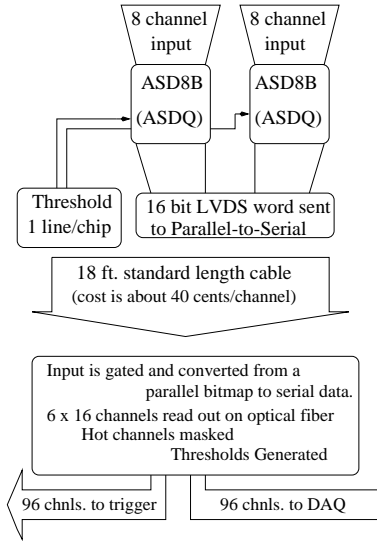 8 channel
input
8 channel
input
ASD8B
(ASDQ)
ASD8B
(ASDQ)
Threshold
1 line/chip
16 bit LVDS word sent
to Parallel-to-Serial
18 ft. standard length cable
(cost is about 40 cents/channel)
Input is gated and converted from a
parallel bitmap to serial data.
6 x 16 channels read out on optical fiber
Hot channels masked
Thresholds Generated
96 chnls. to trigger
96 chnls. to DAQ